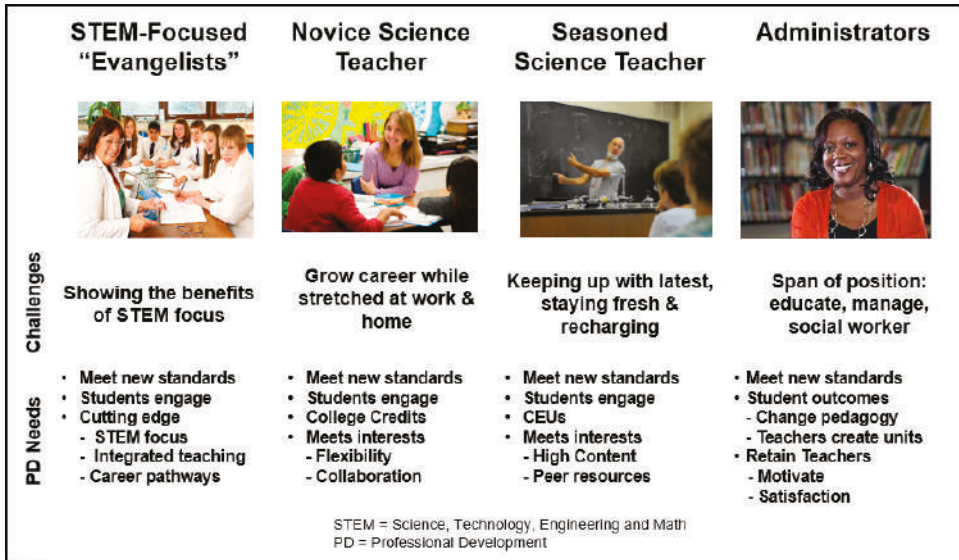 STEM-Focused
“Evangelists”
Novice Science
Teacher
Seasoned
Science Teacher
Administrators
Challenges
Showing the benefits
of STEM focus
Grow career while
stretched at work &
home
Keeping up with latest,
staying fresh &
recharging
Span of position:
educate, manage,
social worker
PD Needs
• Meet new standards
• Students engage
• Cutting edge
- STEM focus
- Integrated teaching
- Career pathways
• Meet new standards
• Students engage
• College Credits
• Meets interests
- Flexibility
- Collaboration
• Meet new standards
• Students engage
• CEUs
• Meets interests
- High Content
- Peer resources
• Meet new standards
• Student outcomes
- Change pedagogy
- Teachers create units
• Retain Teachers
- Motivate
- Satisfaction
STEM = Science, Technology, Engineering and Math
PD = Professional Development